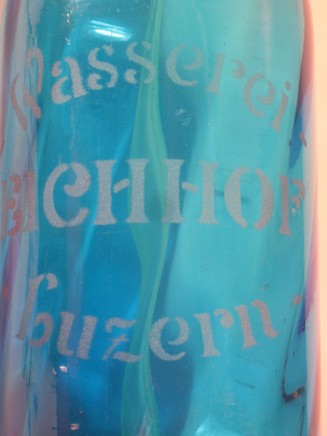 Wasserei
EICHHOF
Luzern